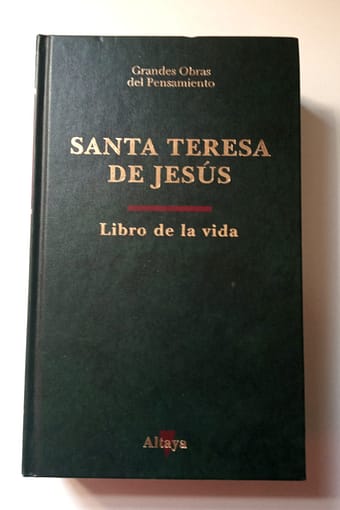 Grandes Obras
del Pensamiento
SANTA TERESA
DE JESÚS
Libro de la vida
Altaya